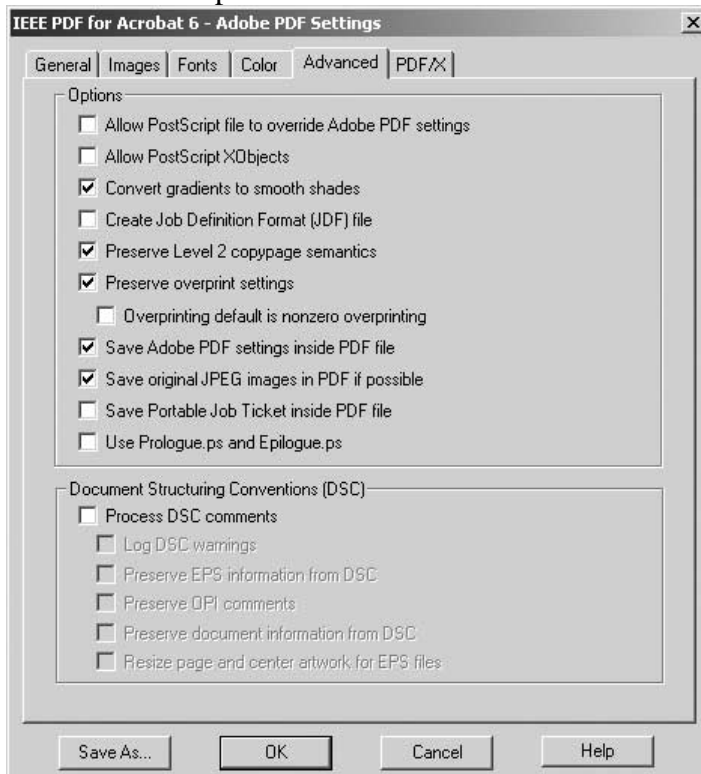 IEEE PDF for Acrobat 6 - Adobe PDF Settings
General Images Fonts Color Advanced PDF/X
Options
Allow PostScript file to override Adobe PDF settings
Allow PostScript XObjects
Convert gradients to smooth shades
Create Job Definition Format (JDF) file
Preserve Level 2 copypage semantics
Preserve overprint settings
Overprinting default is nonzero overprinting
Save Adobe PDF settings inside PDF file
Save original JPEG images in PDF if possible
Save Portable Job Ticket inside PDF file
Use Prologue.ps and Epilogue.ps
Document Structuring Conventions (DSC)
Process DSC comments
Log DSC warnings
Preserve EPS information from DSC
Preserve OPI comments
Preserve document information from DSC
Resize page and center artwork for EPS files
Save As... OK Cancel Help